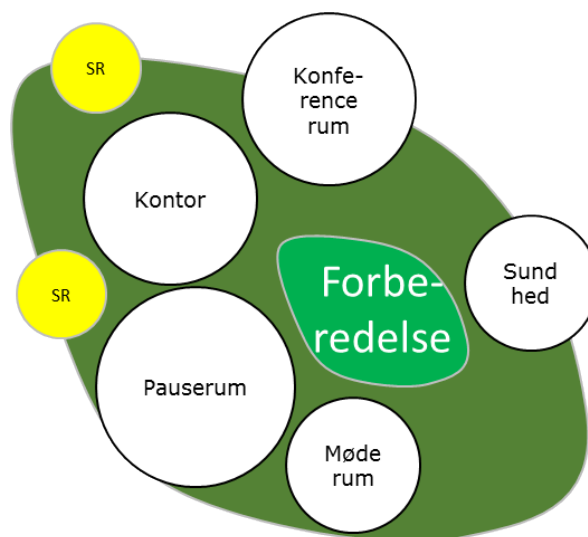 SR
Konfe-
rence
rum
Kontor
Sund
hed
SR
Forbe-
redelse
Pauserum
Møde
rum